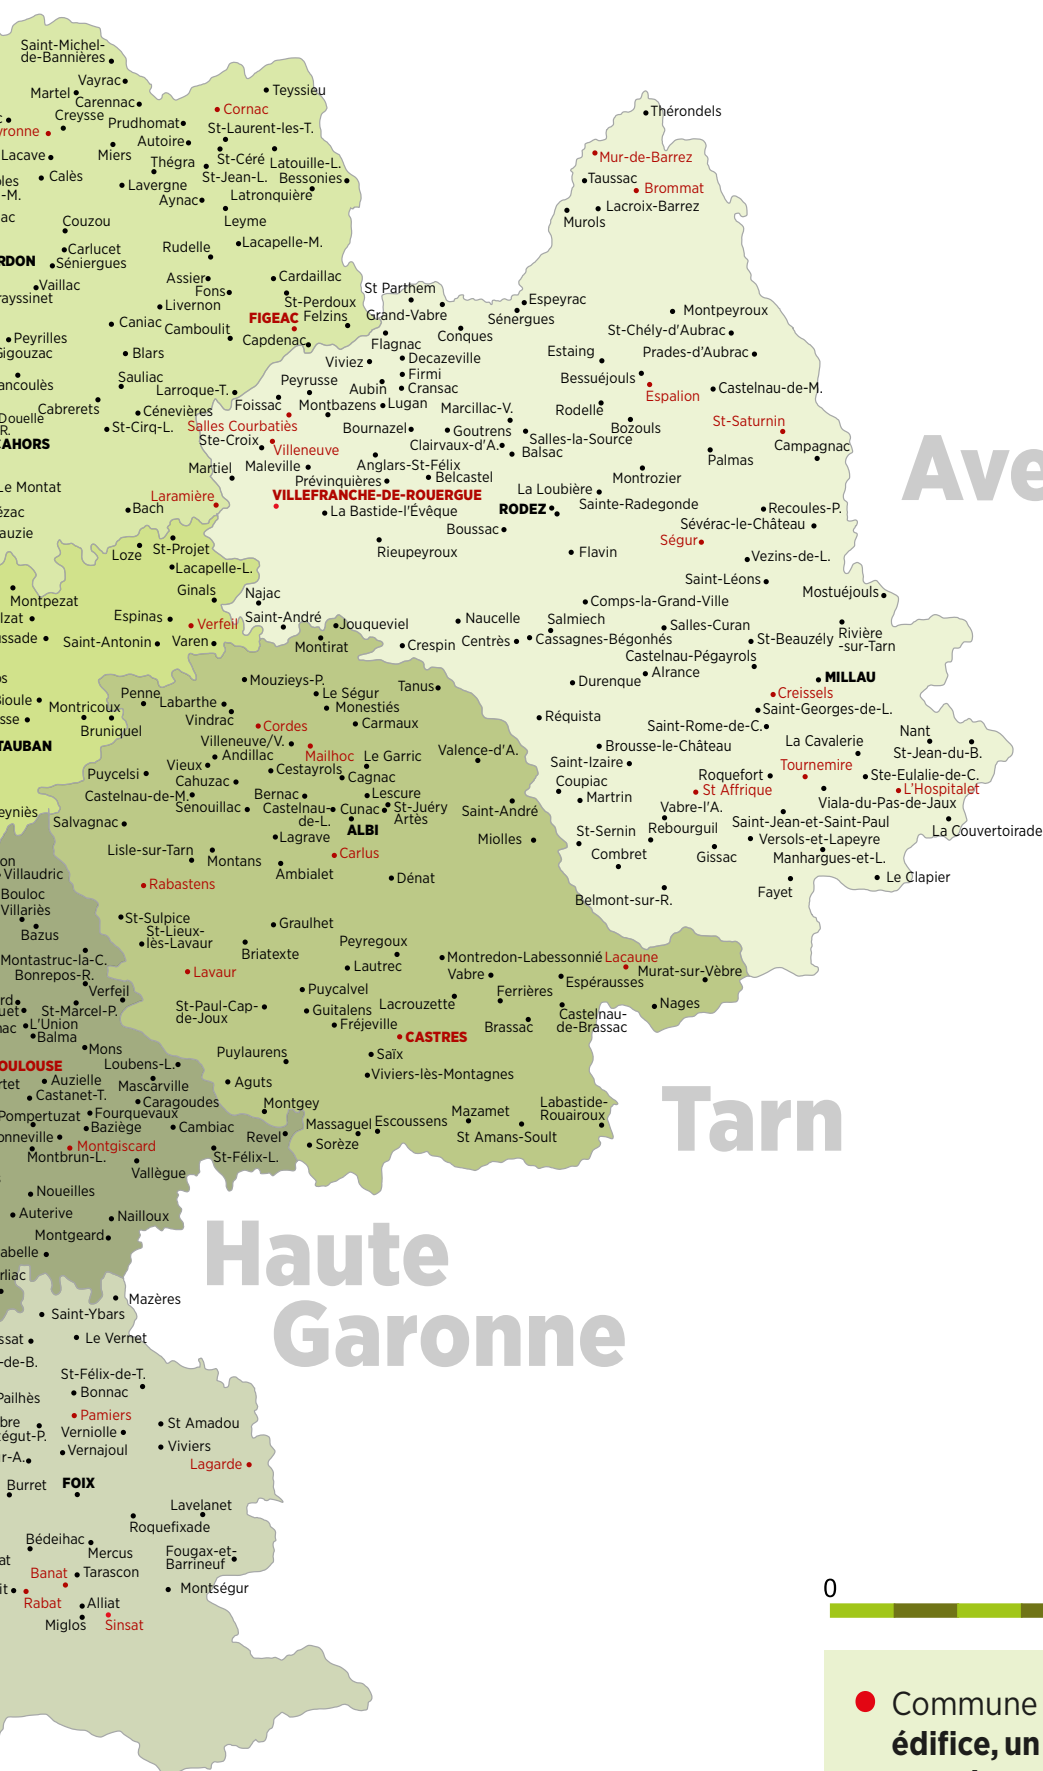 Saint-Michel-
de-Bannières
Vayrac
Martel
Carennac
Creysse
Teyssieu
Cornac
Prudhomat
St-Laurent-les-T.
Autoire
Lacave
Miers
Thégra
St-Céré
Latouille-L.
Calès
St-Jean-L.
Bessonies
-M.
Lavergne
Latronquière
Aynac
Couzou
Leyme
Carlucet
Rudelle
Lacapelle-M.
RDON
Séniergues
Vaillac
Assier
Cardaillac
Fons
Livernon
St-Perdoux
FIGEAC
Felzins
Caniac
Camboulit
Peyrilles
Capdenac
Blars
Sauliac
Larroque-T.
Cabrerets
Cénevières
Douelle
R.
St-Cirq-L.
CAHORS
Le Montat
Bach
Thérondels
Mur-de-Barrez
Taussac
Brommat
Lacroix-Barrez
Murols
St Parthem
Grand-Vabre
Espeyrac
Sénergues
Montpeyroux
Conques
St-Chély-d'Aubrac
Flagnac
Estaing
Prades-d'Aubrac
Viviez
Decazeville
Firmi
Bessuéjouls
Peyrusse
Aubin
Cransac
Espalion
Castelnau-de-M.
Foissac
Montbazens
Lugan
Marcillac-V.
Rodelle
St-Saturnin
Salles Courbatiès
Bournazel
Goutrens
Bozouls
Ste-Croix
Clairvaux-d'A.
Salles-la-Source
Campagnac
Villeneuve
Balsac
Martiel
Maleville
Anglars-St-Félix
Palmas
Prévinquières
Belcastel
Montrozier
Laramière
VILLEFRANCHE-DE-ROUERGUE
La Loubière
La Bastide-l'Évêque
RODEZ
Sainte-Radegonde
Recoules-P.
Boussac
Sévérac-le-Château
Ségur
Rieupeyroux
Flavin
Vezins-de-L.
Loze
St-Projet
Lacapelle-L.
Saint-Léons
Montpezat
Ginals
Najac
Comps-la-Grand-Ville
Mostuéjouls
Espinas
Verfeil
Saint-André
Jouqueviel
Naucelle
Salmiech
Salles-Curan
Saint-Antonin
Varen
Montirat
Crespin
Centrès
Cassagnes-Bégonhés
St-Beauzély
Rivière
-sur-Tarn
Castelnau-Pégayrols
Alrance
MILLAU
Durenque
Creissels
Saint-Georges-de-L.
Réquista
Saint-Rome-de-C.
Nant
Brousse-le-Château
La Cavalerie
St-Jean-du-B.
Saint-Izaire
Tournemire
Roquefort
Ste-Eulalie-de-C.
Coupiac
St Affrique
L'Hospitalet
Martrin
Vabre-l'A.
Viala-du-Pas-de-Jaux
Saint-Jean-et-Saint-Paul
La Couvertoirade
St-Sernin
Rebourguil
Versols-et-Lapeyre
Combret
Gissac
Manhargues-et-L.
Le Clapier
Fayet
Belmont-sur-R.
Montricoux
Bruniquel
TAUBAN
Penne
Labarthe
Mouzieys-P.
Le Ségur
Tanus
Vindrac
Monestiés
Cordes
Carmaux
Villeneuve/V.
Mailhoc
Le Garric
Valence-d'A.
Andillac
Vieux
Puycelsi
Cestayrols
Cahuzac
Cagnac
Castelnau-de-M.
Bernac
Lescure
Senouillac
Castelnau-
de-L.
Cunac
St-Juéry
Artès
Saint-André
Salvagnac
ALBI
Lagrave
Miolles
Lisle-sur-Tarn
Montans
Carlus
Ambialet
Dénat
Rabastens
St-Sulpice
St-Lieux-
lès-Lavaur
Graulhet
Briatexte
Peyregoux
Lautrec
Montredon-Labessonnié
Lacaune
Lavaur
Vabre
Murat-sur-Vèbre
Puycalvel
Espérausses
St-Paul-Cap-
de-Joux
Lacrouzette
Ferrières
Nages
Guitalens
Castelnau-
de-Brassac
Fréjeville
Brassac
CASTRES
Puylaurens
Saïx
Aguts
Viviers-lès-Montagnes
Montgey
Labastide-
Rouairoux
Massaguel
Escoussens
Mazamet
Sorèze
St Amans-Soult
Villaudric
Bouloc
Villariès
Bazus
Montastruc-la-C.
Bonrepos-R.
Verfeil
St-Marcel-P.
L'Union
Balma
Mons
OULOUSE
Loubens-L.
Auzielle
Mascarville
Castanet-T.
Caragoudes
Pompertuzat
Fourquevaux
Baziège
Cambiac
Revel
Montgiscard
Montbrun-L.
St-Félix-L.
Vallègue
Noueilles
Auterive
Nailloux
Montgeard
Mazères
Saint-Ybars
Le Vernet
-de-B.
St-Félix-de-T.
Bonnac
Pailhès
Pamiers
St Amadou
Verniolle
Vernajoul
Viviers
Lagarde
Burret
FOIX
Lavelanet
Roquefixade
Bédeihac
Mercus
Fougax-et-
Barrineuf
Banat
Tarascon
Montségur
Rabat
Alliat
Miglos
Sinsat
Ave
Tarn
Haute
Garonne
0
Commune
édifice, un